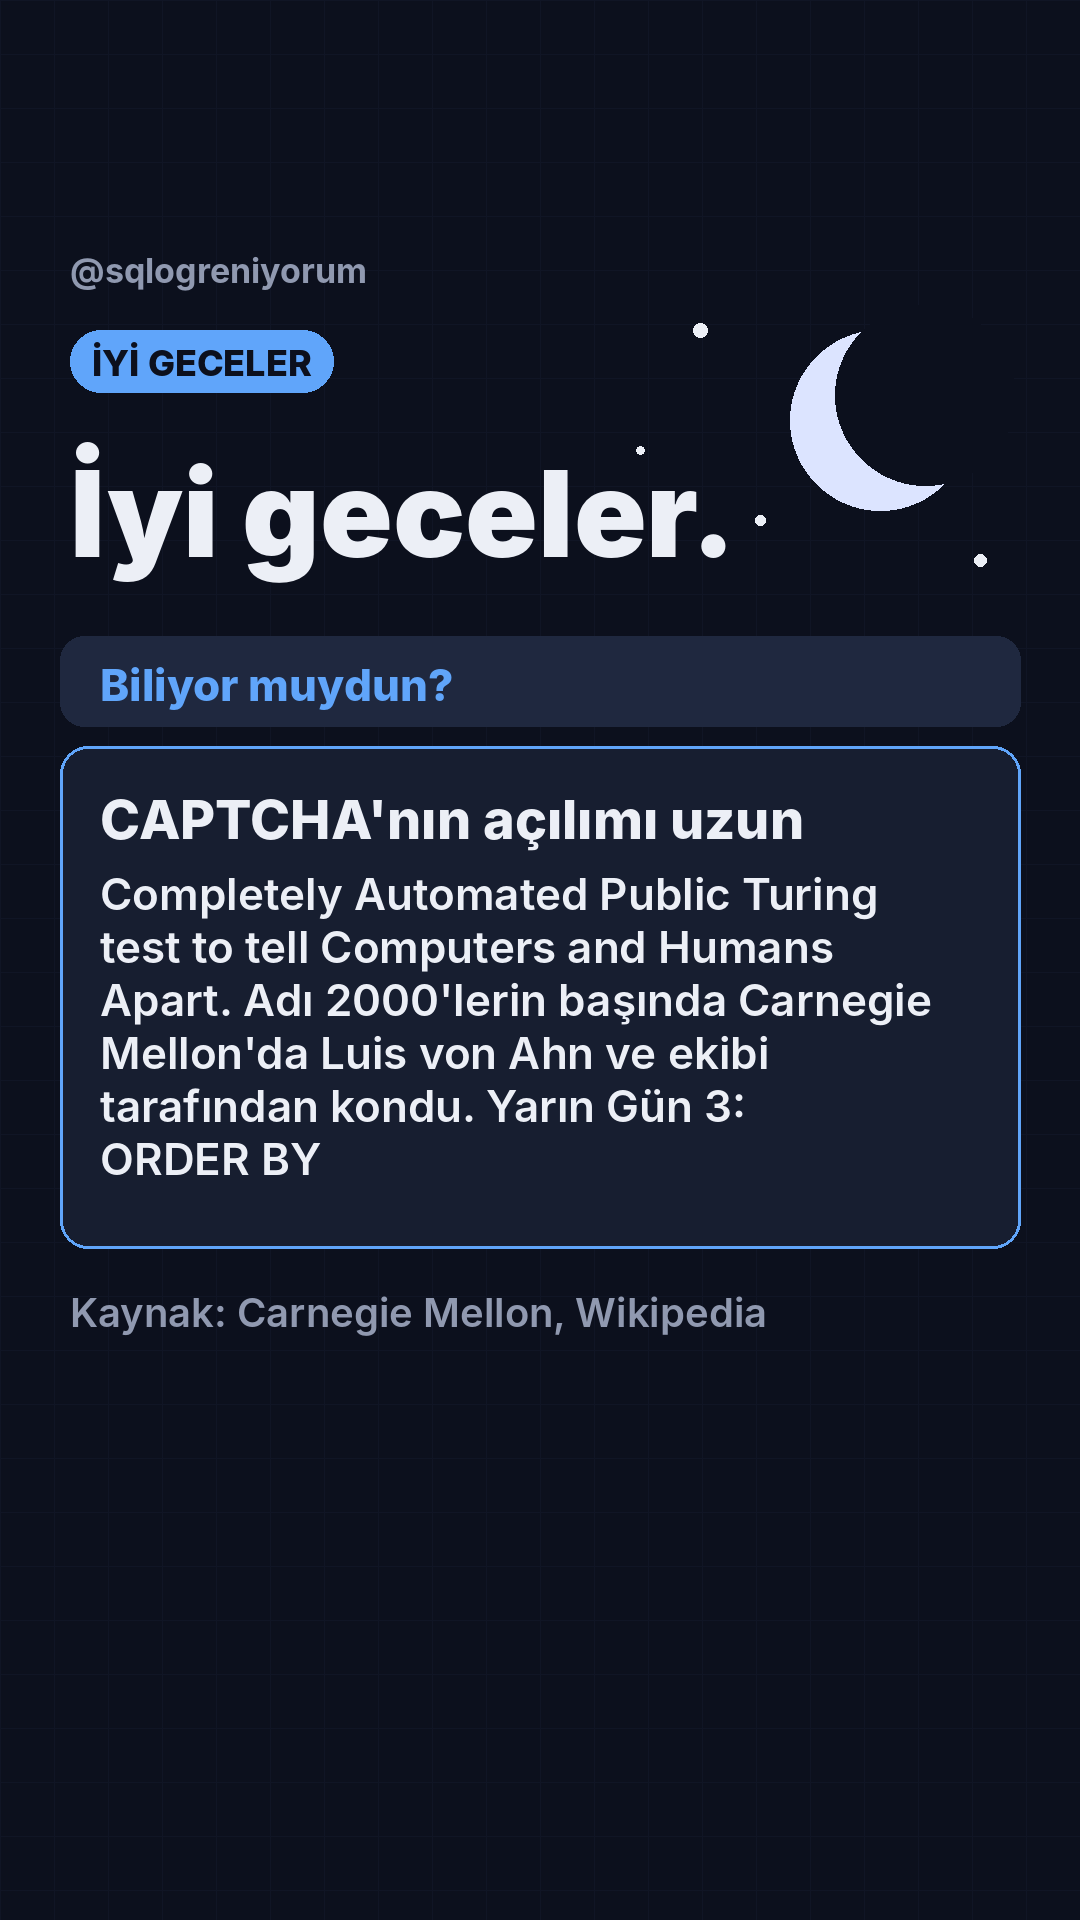 @sqlogreniyorum
İYİ GECELER
İyi geceler.
Biliyor muydun?
CAPTCHA'nın açılımı uzun
Completely Automated Public Turing
test to tell Computers and Humans
Apart. Adı 2000'lerin başında Carnegie
Mellon'da Luis von Ahn ve ekibi
tarafından kondu. Yarın Gün 3:
ORDER BY
Kaynak: Carnegie Mellon, Wikipedia